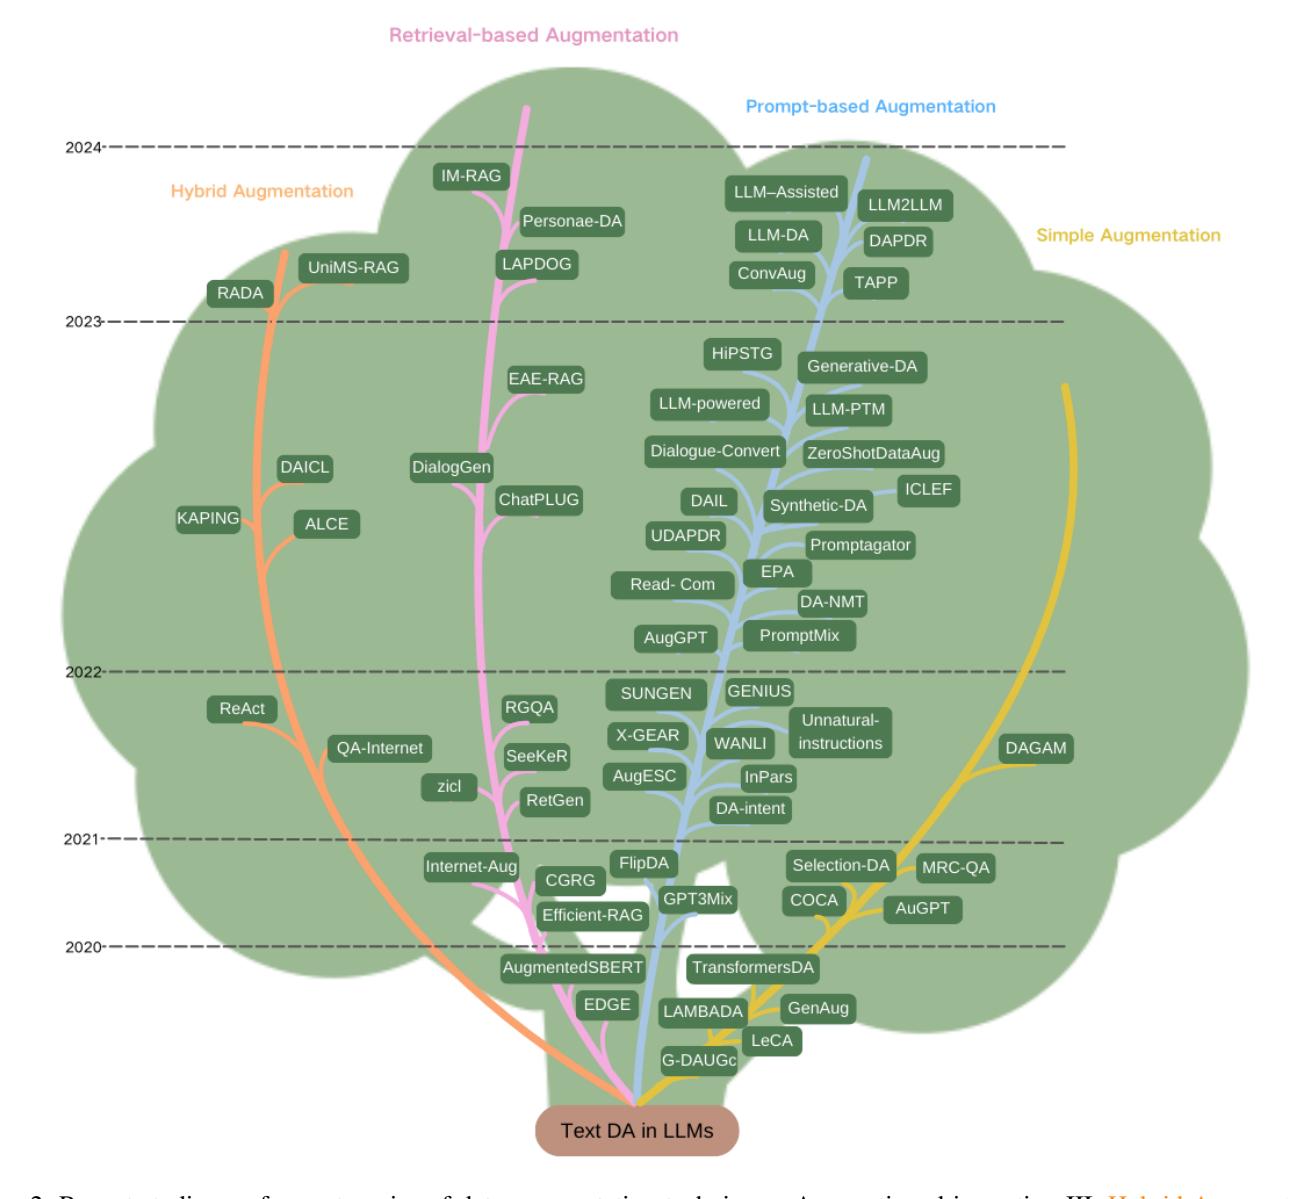 Retrieval-based Augmentation
Prompt-based Augmentation
Hybrid Augmentation
Simple Augmentation
2024
IM-RAG
LLM–Assisted
LLM2LLM
Personae-DA
LLM-DA
DAPDR
LAPDOG
UniMS-RAG
ConvAug
TAPP
RADA
2023
HiPSTG
Generative-DA
EAE-RAG
LLM-powered
LLM-PTM
Dialogue-Convert
ZeroShotDataAug
DAICL
DialogGen
ICLEF
ChatPLUG
DAIL
Synthetic-DA
KAPING
ALCE
UDAPDR
Promptagator
EPA
Read- Com
DA-NMT
AugGPT
PromptMix
2022
SUNGEN
GENIUS
ReAct
RGQA
Unnatural-
instructions
X-GEAR
WANLI
QA-Internet
DAGAM
SeeKeR
AugESC
InPars
zicl
RetGen
DA-intent
2021
FlipDA
Internet-Aug
Selection-DA
MRC-QA
CGRG
GPT3Mix
COCA
AuGPT
Efficient-RAG
2020
AugmentedSBERT
TransformersDA
EDGE
LAMBADA
GenAug
LeCA
G-DAUGc
Text DA in LLMs